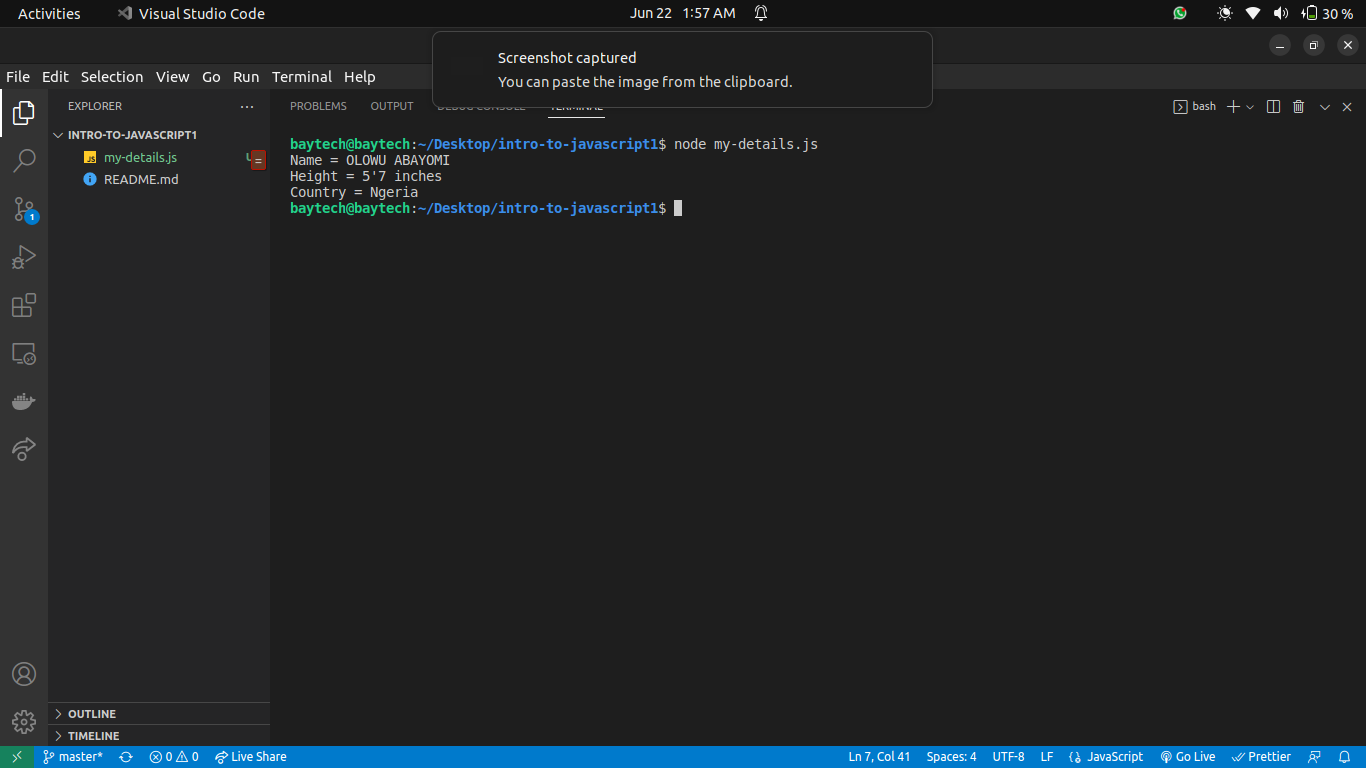 Activities Visual Studio Code Jun 22 1:57 AM 30 %
Screenshot captured
You can paste the image from the clipboard.
File Edit Selection View Go Run Terminal Help
EXPLORER
PROBLEMS OUTPUT DEBUG CONSOLE TERMINAL bash
INTRO-TO-JAVASCRIPT1
JS my-details.js U
README.md
baytech@baytech:~/Desktop/intro-to-javascript1$ node my-details.js
Name = OLOWU ABAYOMI
Height = 5'7 inches
Country = Ngeria
baytech@baytech:~/Desktop/intro-to-javascript1$
1
OUTLINE
TIMELINE
master* 0 0 Live Share Ln 7, Col 41 Spaces: 4 UTF-8 LF {} JavaScript Go Live Prettier